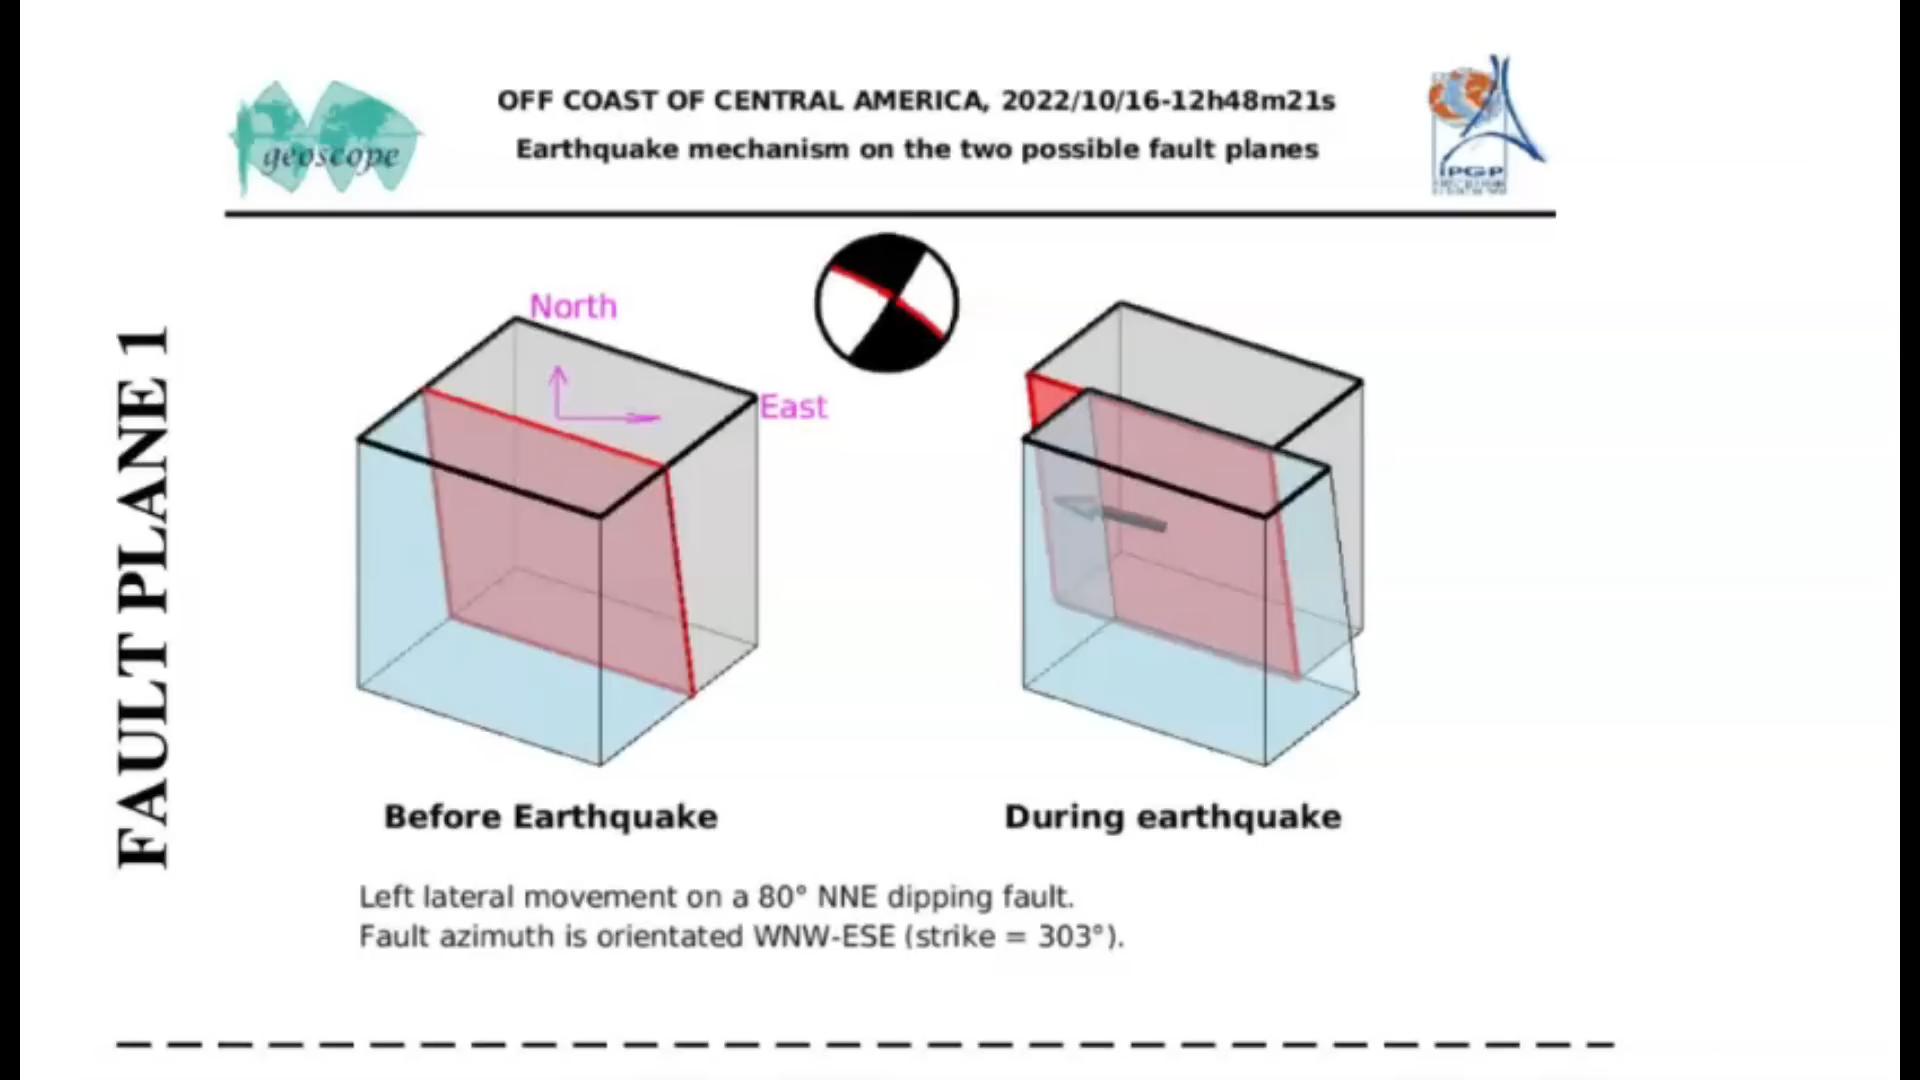 OFF COAST OF CENTRAL AMERICA, 2022/10/16-12h48m21s
Earthquake mechanism on the two possible fault planes
geoscope
IPGP
FAULT PLANE 1
North
East
Before Earthquake
During earthquake
Left lateral movement on a 80° NNE dipping fault.
Fault azimuth is orientated WNW-ESE (strike = 303°).